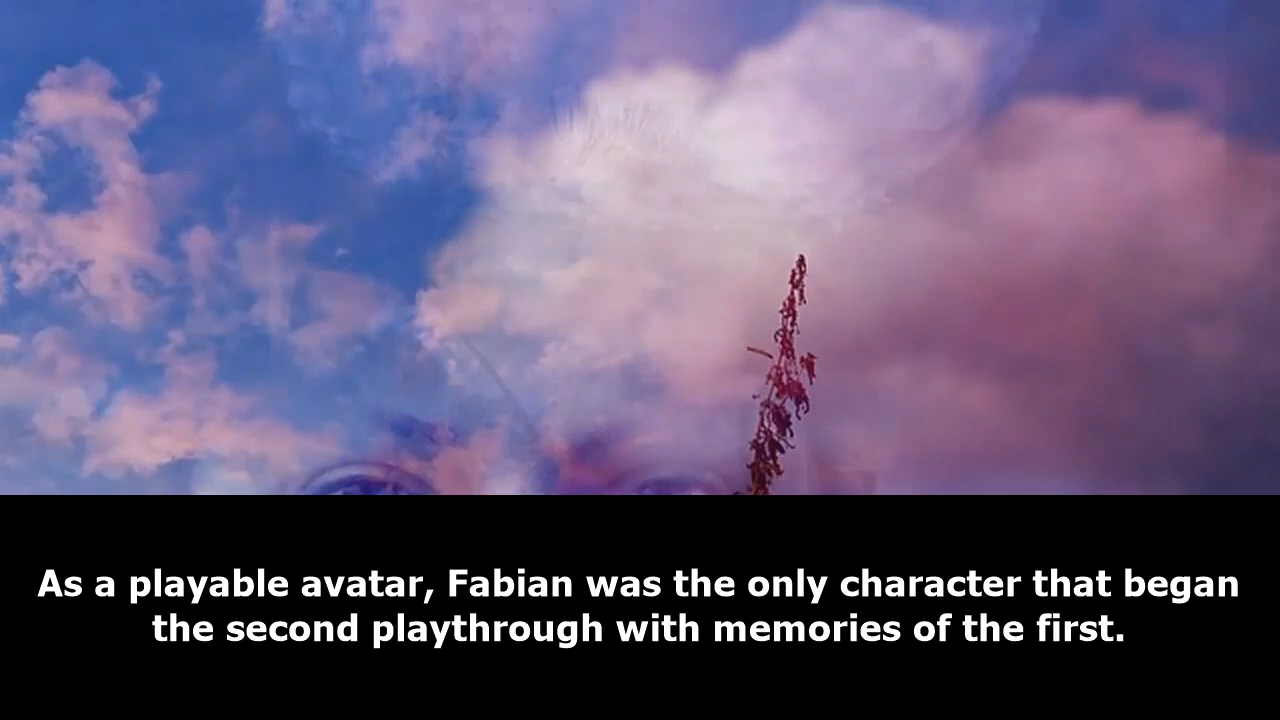 As a playable avatar, Fabian was the only character that began
the second playthrough with memories of the first.